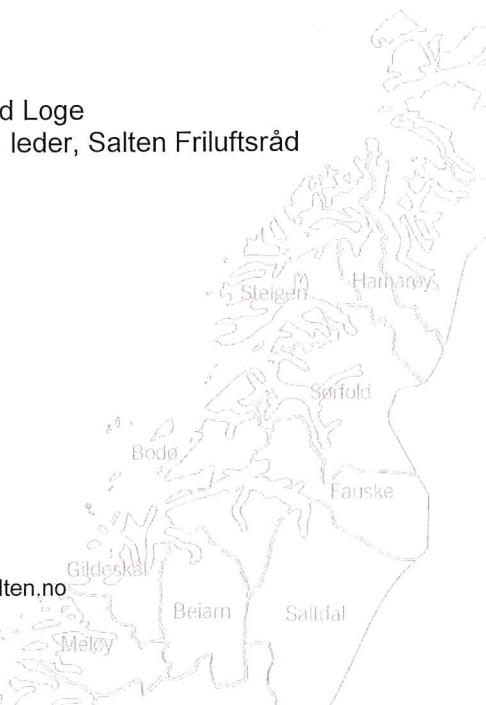 d Loge
leder, Salten Friluftsråd
Steigen
Hamarøy
Sørfold
Bodø
Fauske
Gildeskål
lten.no
Beiarn
Saltdal
Meløy